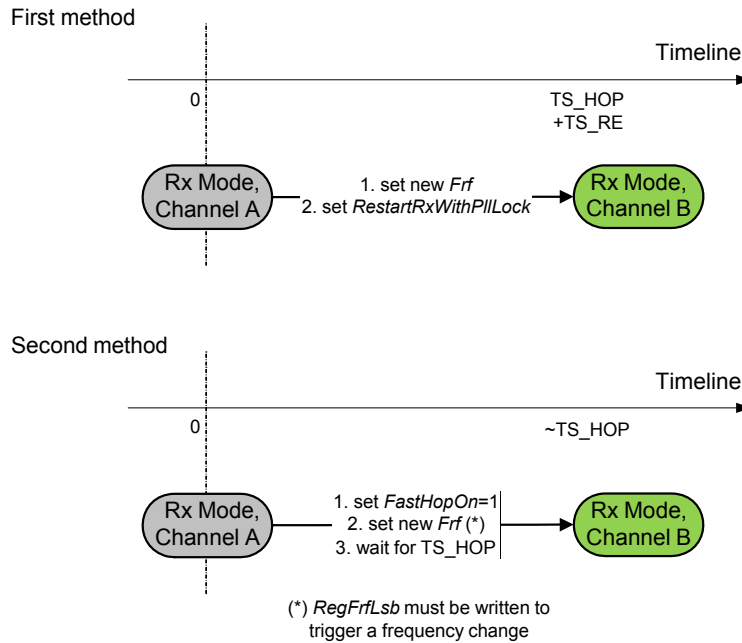 First method
Timeline
0
TS_HOP
+TS_RE
Rx Mode,
Channel A
1. set new Frf
2. set RestartRxWithPllLock
Rx Mode,
Channel B
Second method
Timeline
0
~TS_HOP
Rx Mode,
Channel A
1. set FastHopOn=1
2. set new Frf (*)
3. wait for TS_HOP
Rx Mode,
Channel B
(*) RegFrfLsb must be written to
trigger a frequency change